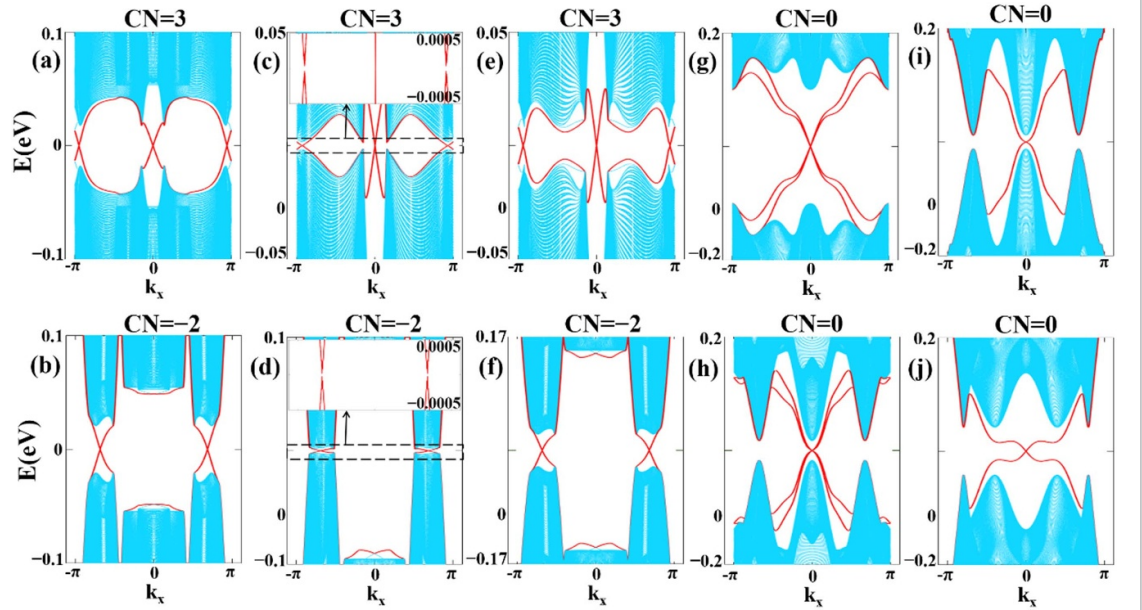 CN=3 CN=3 CN=3 CN=0 CN=0
(a) (c) (e) (g) (i)
0.1 0.05 0.05 0.2 0.2
0.0005
−0.0005
E(eV)
0 0 0 0 0
−0.1 −0.05 −0.05 −0.2 −0.2
-π 0 π -π 0 π -π 0 π -π 0 π -π 0 π
kx kx kx kx kx
CN=−2 CN=−2 CN=−2 CN=0 CN=0
(b) (d) (f) (h) (j)
0.1 0.1 0.17 0.2 0.2
0.0005
−0.0005
E(eV)
0 0 0 0 0
−0.1 −0.1 −0.17 −0.2 −0.2
-π 0 π -π 0 π -π 0 π -π 0 π -π 0 π
kx kx kx kx kx